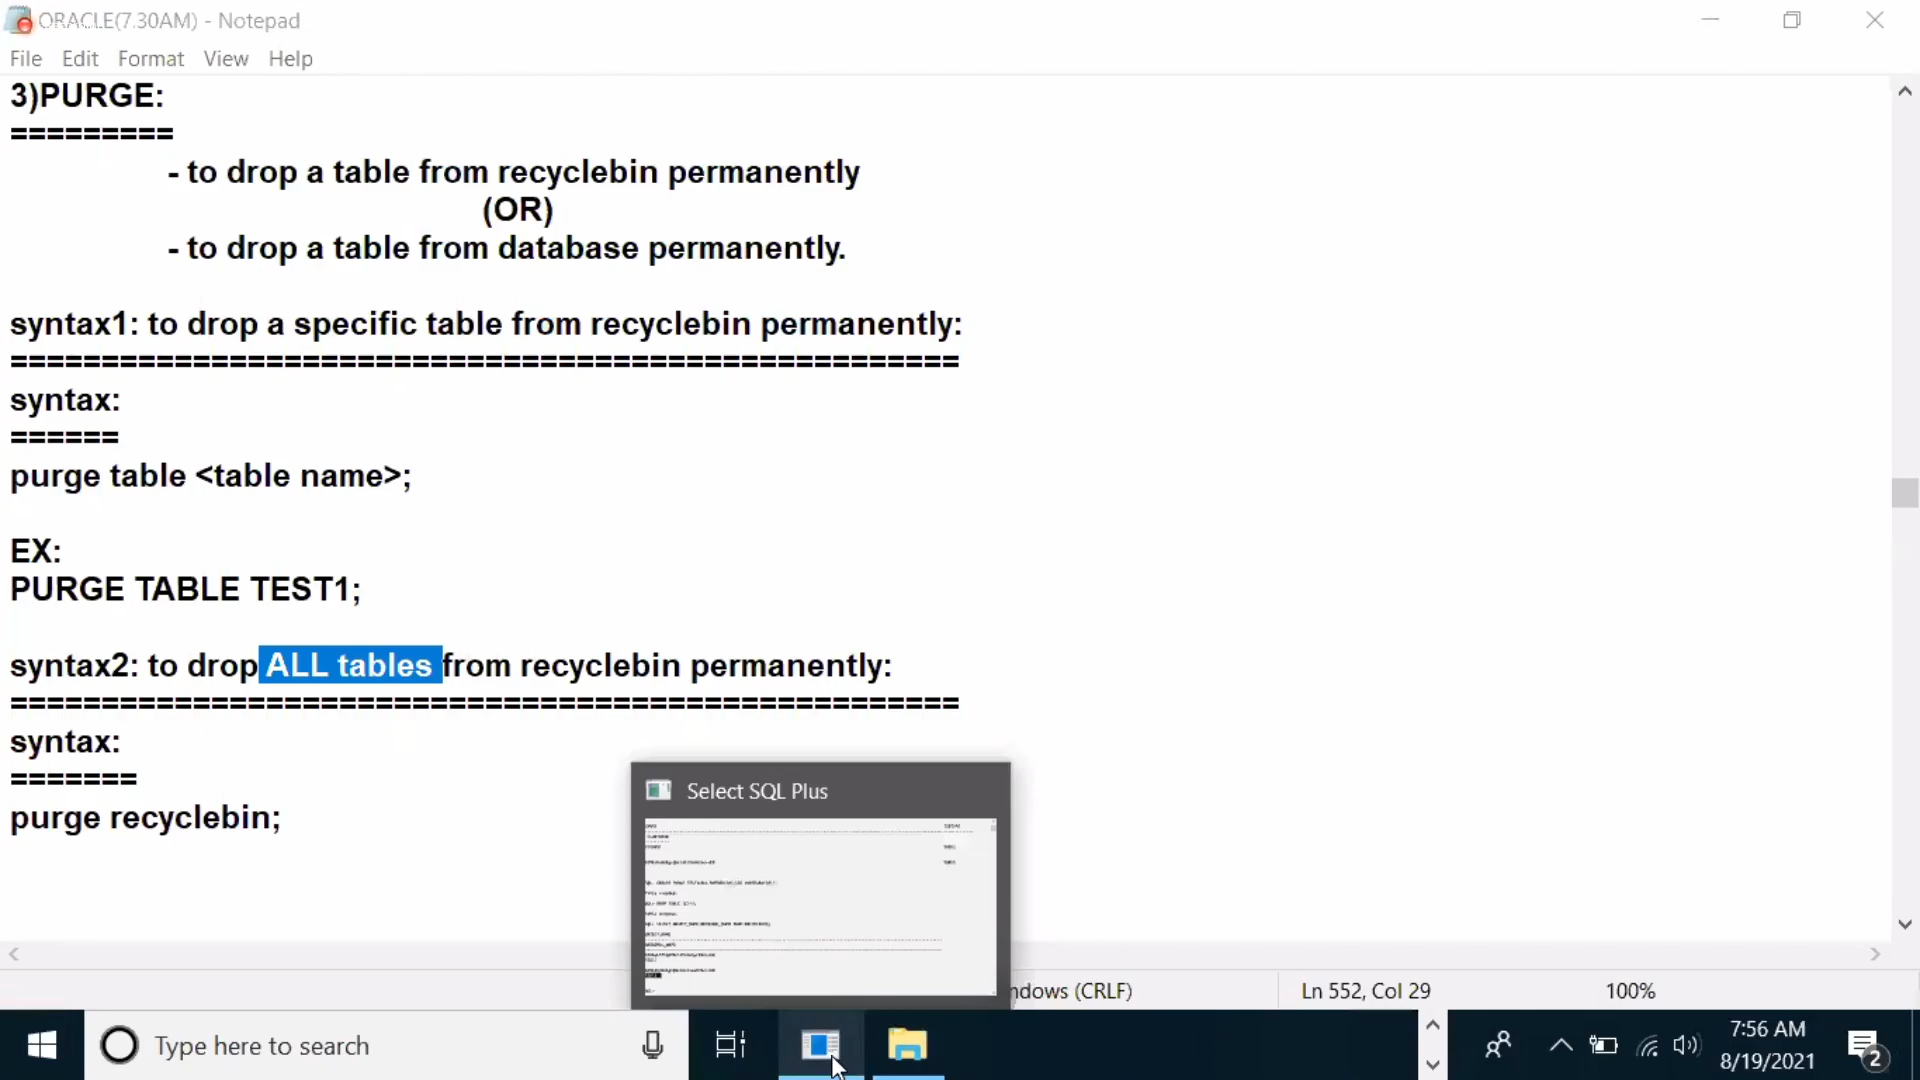 ORACLE(7.30AM) - Notepad
File Edit Format View Help
3)PURGE:
=========
- to drop a table from recyclebin permanently
(OR)
- to drop a table from database permanently.
syntax1: to drop a specific table from recyclebin permanently:
====================================================
syntax:
======
purge table <table name>;
EX:
PURGE TABLE TEST1;
syntax2: to drop ALL tables from recyclebin permanently:
====================================================
syntax:
=======
purge recyclebin;
Select SQL Plus
ndows (CRLF)
Ln 552, Col 29
100%
Type here to search
7:56 AM
8/19/2021
2